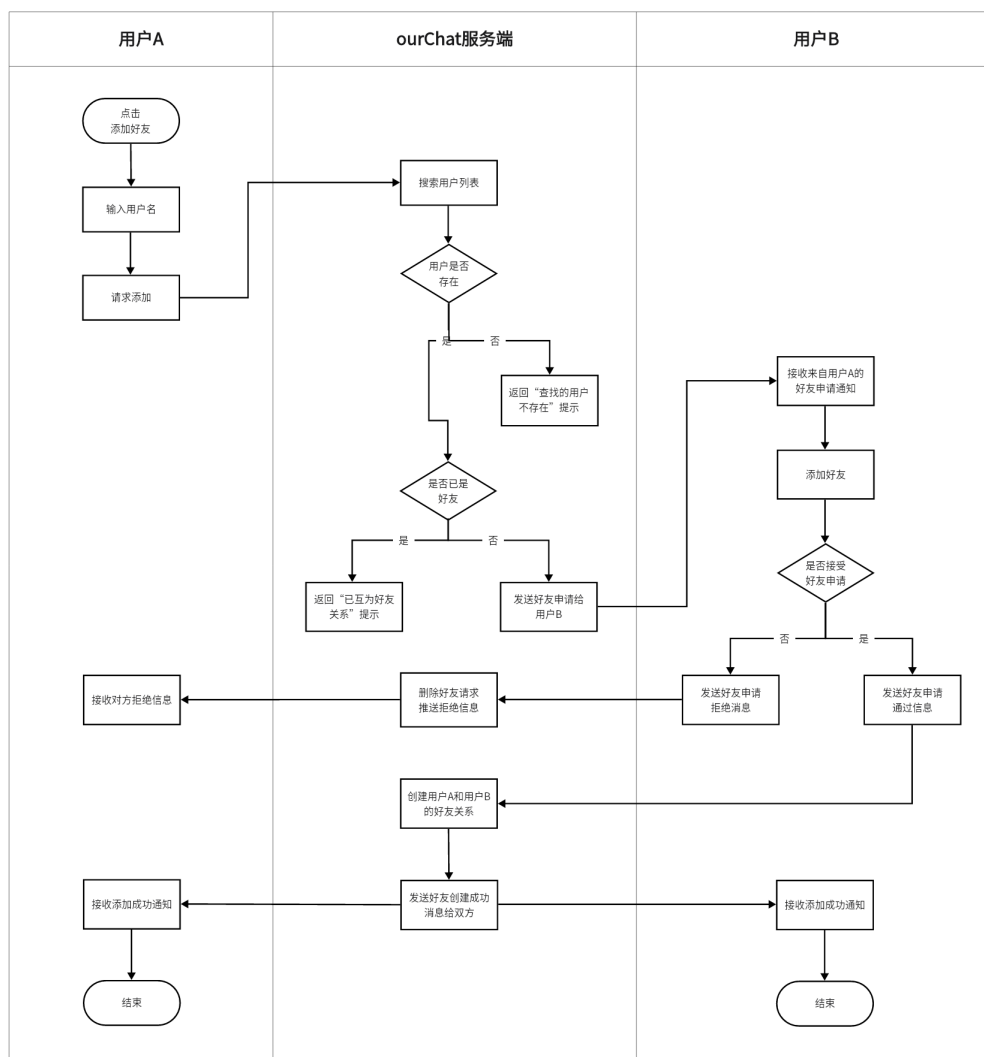 用户A
ourChat服务端
用户B
点击
添加好友
输入用户名
请求添加
搜索用户列表
用户是否
存在
是
否
返回“查找的用户
不存在”提示
是否已是
好友
是
否
返回“已互为好友
关系”提示
发送好友申请给
用户B
接收来自用户A的
好友申请通知
添加好友
是否接受
好友申请
否
是
发送好友申请
拒绝消息
发送好友申请
通过信息
删除好友请求
推送拒绝信息
接收对方拒绝信息
创建用户A和用户B
的好友关系
发送好友创建成功
消息给双方
接收添加成功通知
接收添加成功通知
结束
结束